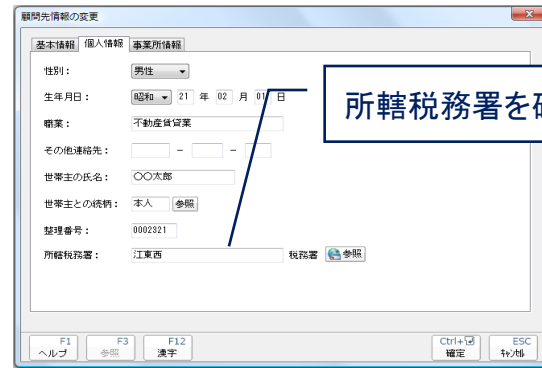 顧問先情報の変更
基本情報 個人情報 事業所情報
性別： 男性
所轄税務署を
生年月日： 昭和 21 年 02 月 01 日
職業： 不動産賃貸業
その他連絡先： － －
世帯主の氏名： 〇〇太郎
世帯主との続柄： 本人 参照
整理番号： 0002321
所轄税務署： 江東西 税務署 参照
F1 F3 F12 Ctrl+ ESC
ヘルプ 参照 漢字 確定 ｷｬﾝｾﾙ